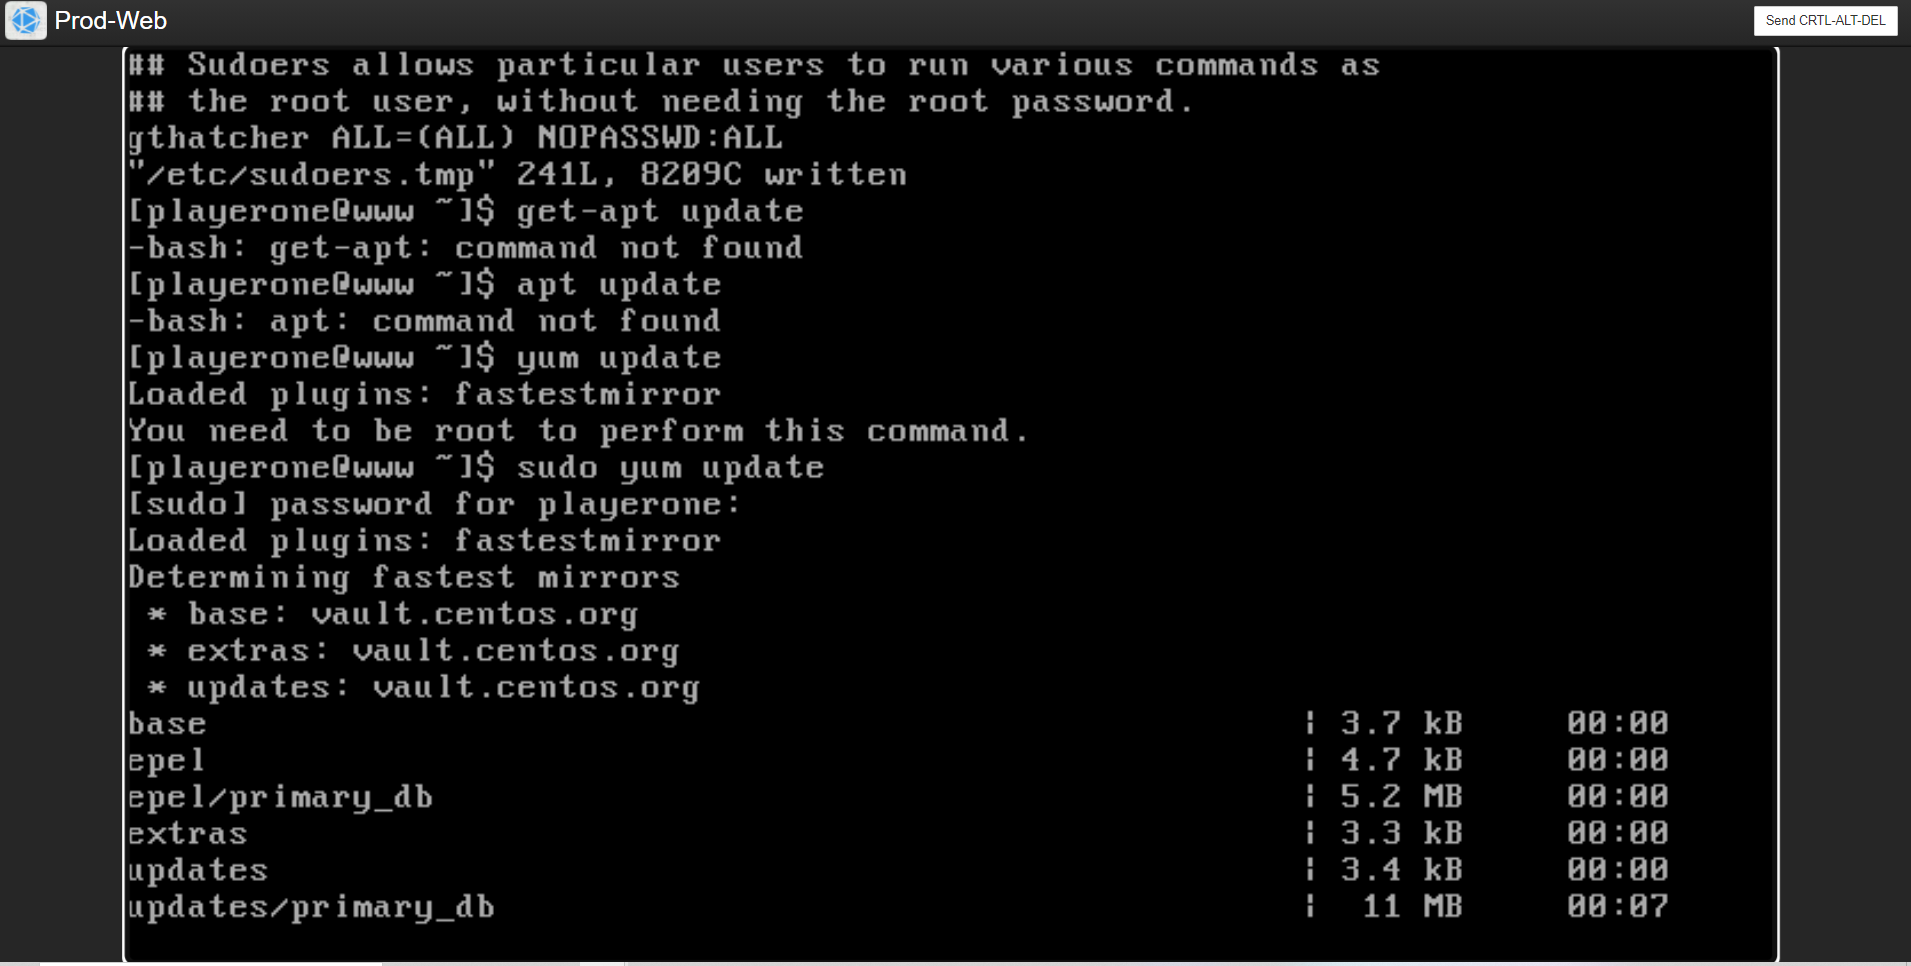 Prod-Web
Send CRTL-ALT-DEL
## Sudoers allows particular users to run various commands as
## the root user, without needing the root password.
gthatcher ALL=(ALL) NOPASSWD:ALL
"/etc/sudoers.tmp" 241L, 8209C written
[playerone@www ~]$ get-apt update
-bash: get-apt: command not found
[playerone@www ~]$ apt update
-bash: apt: command not found
[playerone@www ~]$ yum update
Loaded plugins: fastestmirror
You need to be root to perform this command.
[playerone@www ~]$ sudo yum update
[sudo] password for playerone:
Loaded plugins: fastestmirror
Determining fastest mirrors
 * base: vault.centos.org
 * extras: vault.centos.org
 * updates: vault.centos.org
base | 3.7 kB 00:00
epel | 4.7 kB 00:00
epel/primary_db | 5.2 MB 00:00
extras | 3.3 kB 00:00
updates | 3.4 kB 00:00
updates/primary_db | 11 MB 00:07